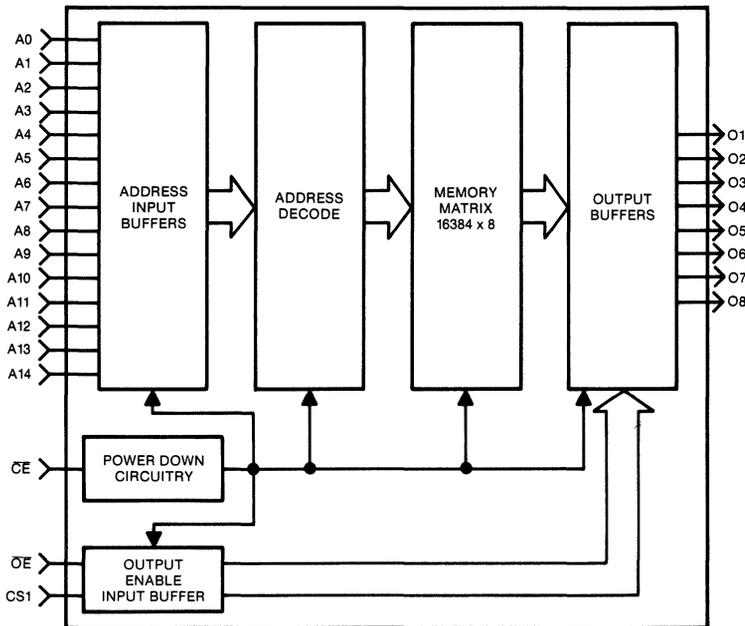 A0
A1
A2
A3
A4
A5
A6
A7
A8
A9
A10
A11
A12
A13
A14
ADDRESS
INPUT
BUFFERS
ADDRESS
DECODE
MEMORY
MATRIX
16384 x 8
OUTPUT
BUFFERS
O1
O2
O3
O4
O5
O6
O7
O8
C̅E̅
POWER DOWN
CIRCUITRY
O̅E̅
CS1
OUTPUT
ENABLE
INPUT BUFFER